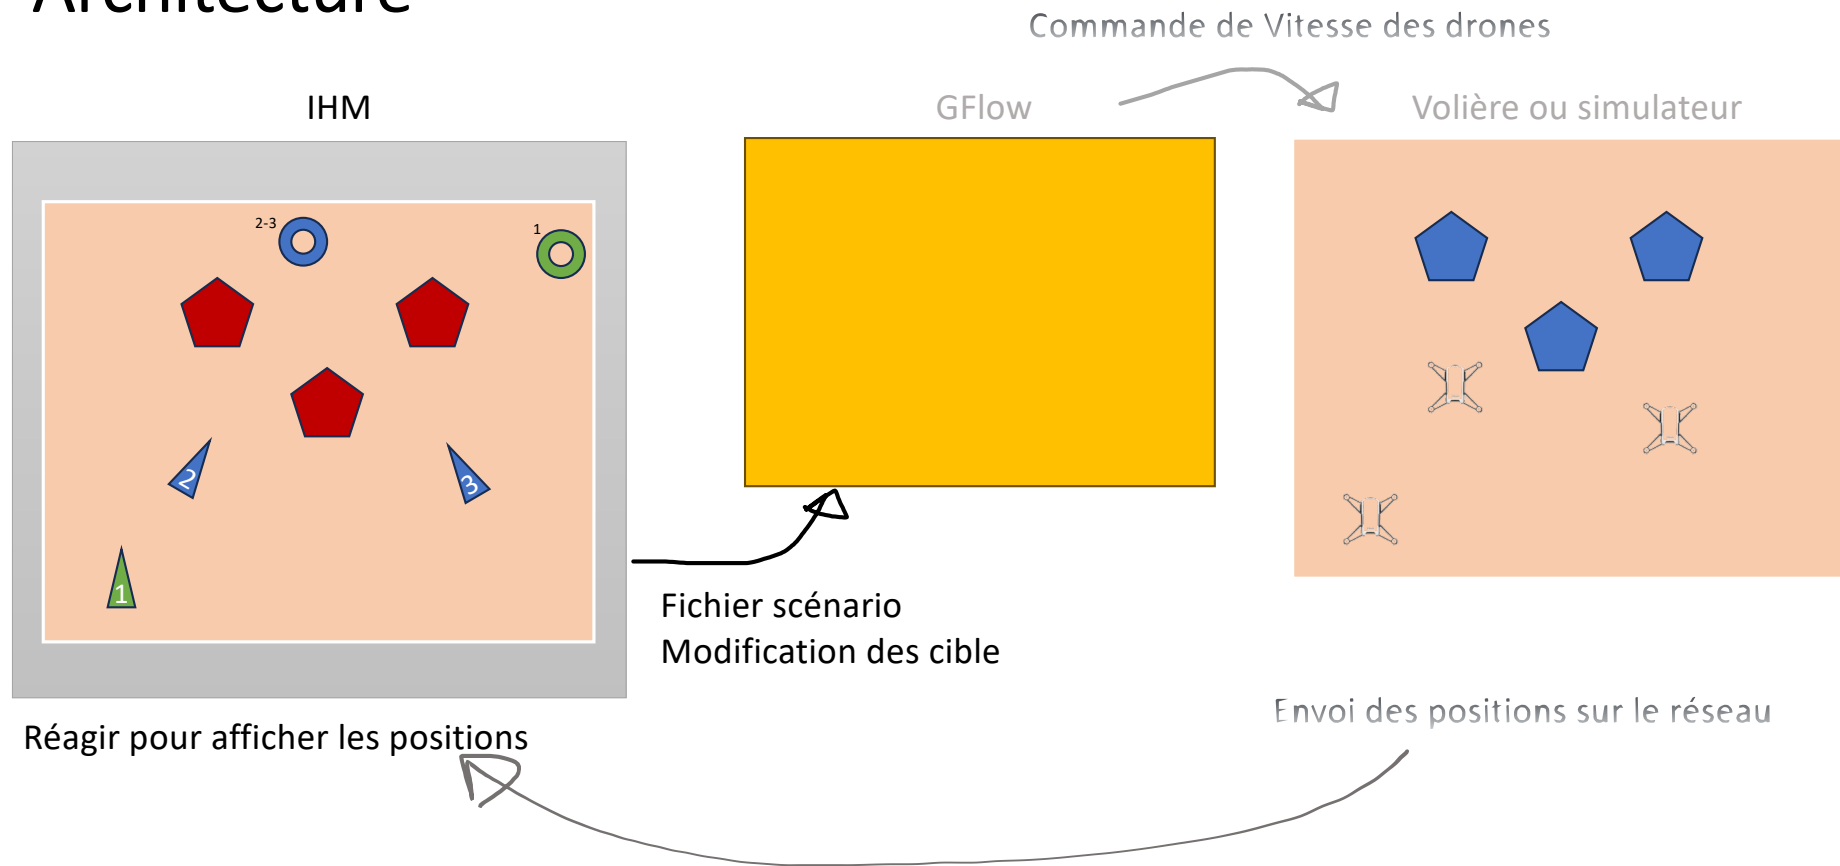 Architecture
Commande de Vitesse des drones
IHM
GFlow
Volière ou simulateur
2-3
1
2
3
1
Fichier scénario
Modification des cible
Envoi des positions sur le réseau
Réagir pour afficher les positions